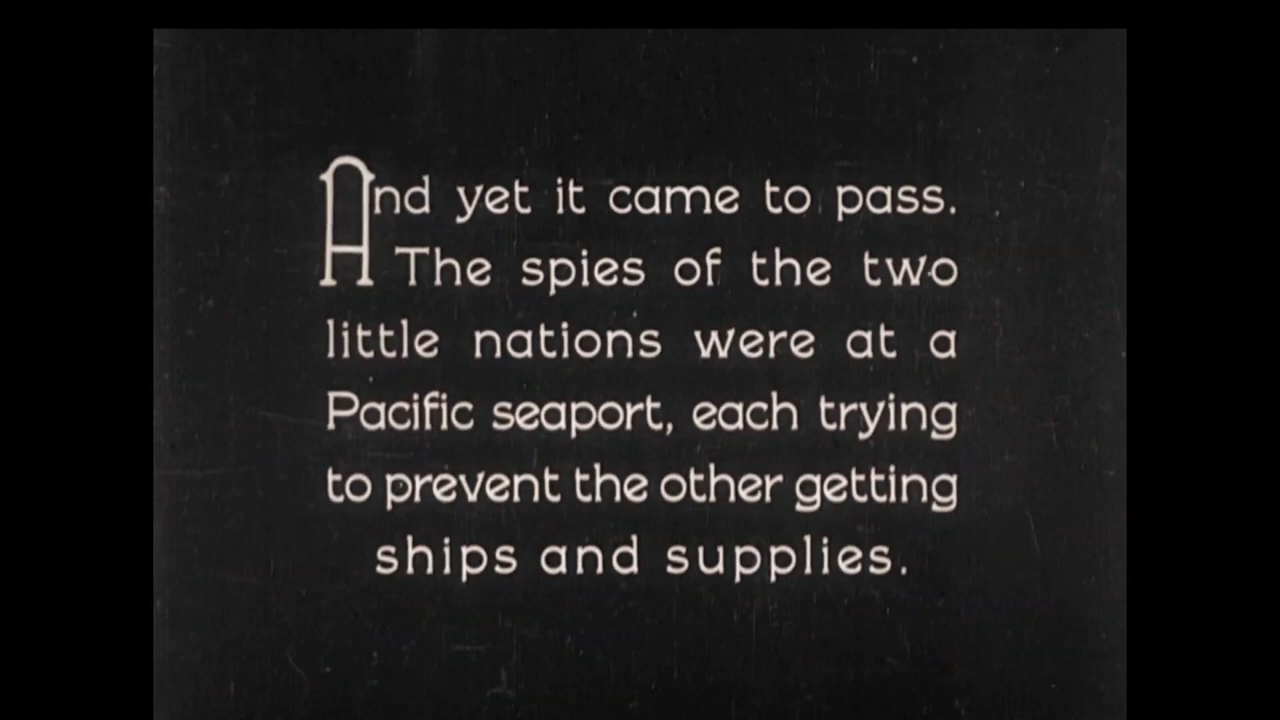 And yet it came to pass.
The spies of the two
little nations were at a
Pacific seaport, each trying
to prevent the other getting
ships and supplies.